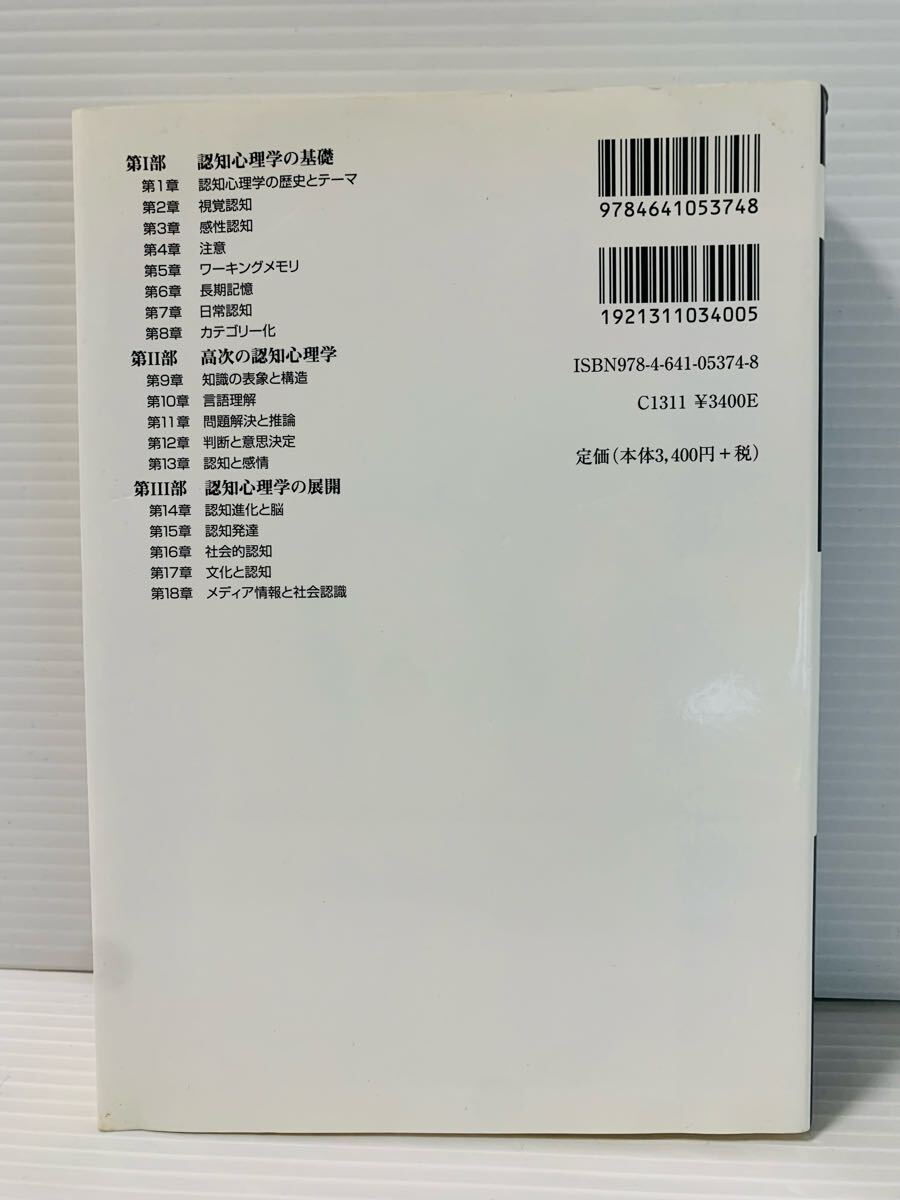 第I部 認知心理学の基礎
第1章 認知心理学の歴史とテーマ
第2章 視覚認知
第3章 感性認知
第4章 注意
第5章 ワーキングメモリ
第6章 長期記憶
第7章 日常認知
第8章 カテゴリー化
第II部 高次の認知心理学
第9章 知識の表象と構造
第10章 言語理解
第11章 問題解決と推論
第12章 判断と意思決定
第13章 認知と感情
第III部 認知心理学の展開
第14章 認知進化と脳
第15章 認知発達
第16章 社会的認知
第17章 文化と認知
第18章 メディア情報と社会認識
9784641053748
1921311034005
ISBN978-4-641-05374-8
C1311 ¥3400E
定価(本体3,400円+税)